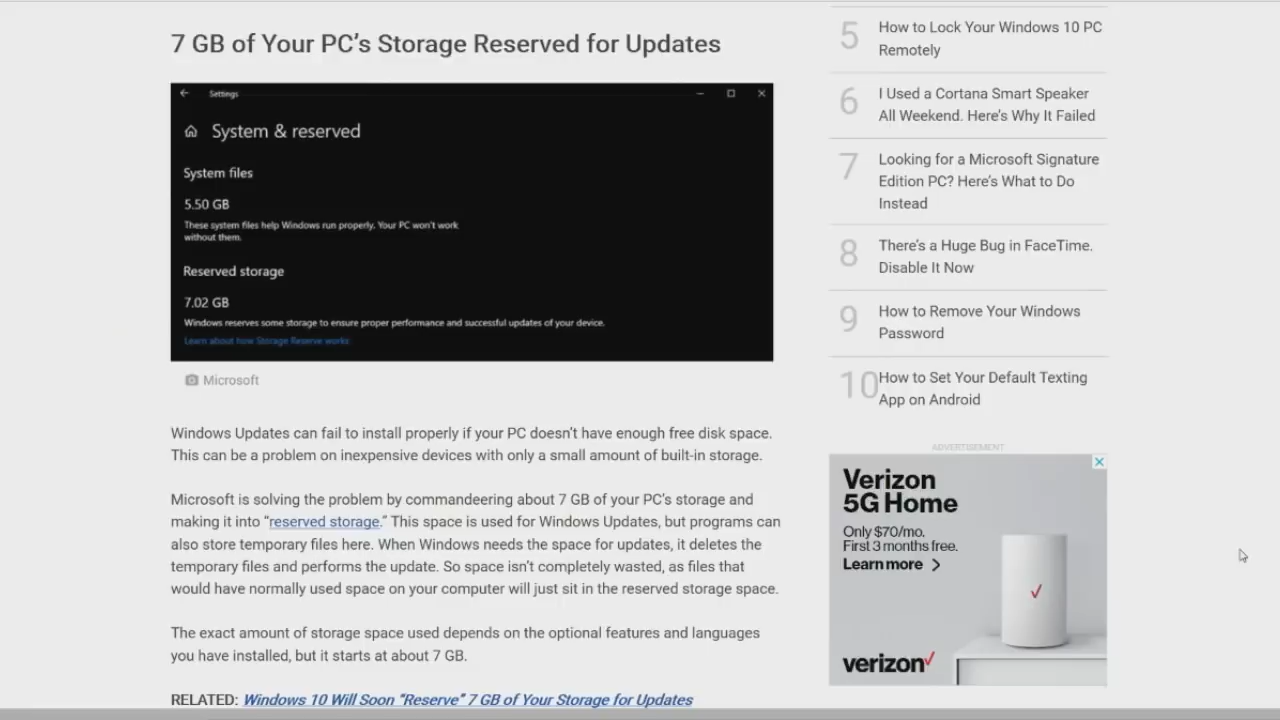 7 GB of Your PC’s Storage Reserved for Updates
Settings
System & reserved
System files
5.50 GB
These system files help Windows run properly. Your PC won't work
without them.
Reserved storage
7.02 GB
Windows reserves some storage to ensure proper performance and successful updates of your device.
Learn about how Storage Reserve works
Microsoft
Windows Updates can fail to install properly if your PC doesn’t have enough free disk space.
This can be a problem on inexpensive devices with only a small amount of built-in storage.
Microsoft is solving the problem by commandeering about 7 GB of your PC’s storage and
making it into “reserved storage.” This space is used for Windows Updates, but programs can
also store temporary files here. When Windows needs the space for updates, it deletes the
temporary files and performs the update. So space isn’t completely wasted, as files that
would have normally used space on your computer will just sit in the reserved storage space.
The exact amount of storage space used depends on the optional features and languages
you have installed, but it starts at about 7 GB.
RELATED: Windows 10 Will Soon “Reserve” 7 GB of Your Storage for Updates
5 How to Lock Your Windows 10 PC
Remotely
6 I Used a Cortana Smart Speaker
All Weekend. Here’s Why It Failed
7 Looking for a Microsoft Signature
Edition PC? Here’s What to Do
Instead
8 There’s a Huge Bug in FaceTime.
Disable It Now
9 How to Remove Your Windows
Password
10 How to Set Your Default Texting
App on Android
ADVERTISEMENT
Verizon
5G Home
Only $70/mo.
First 3 months free.
Learn more
verizon